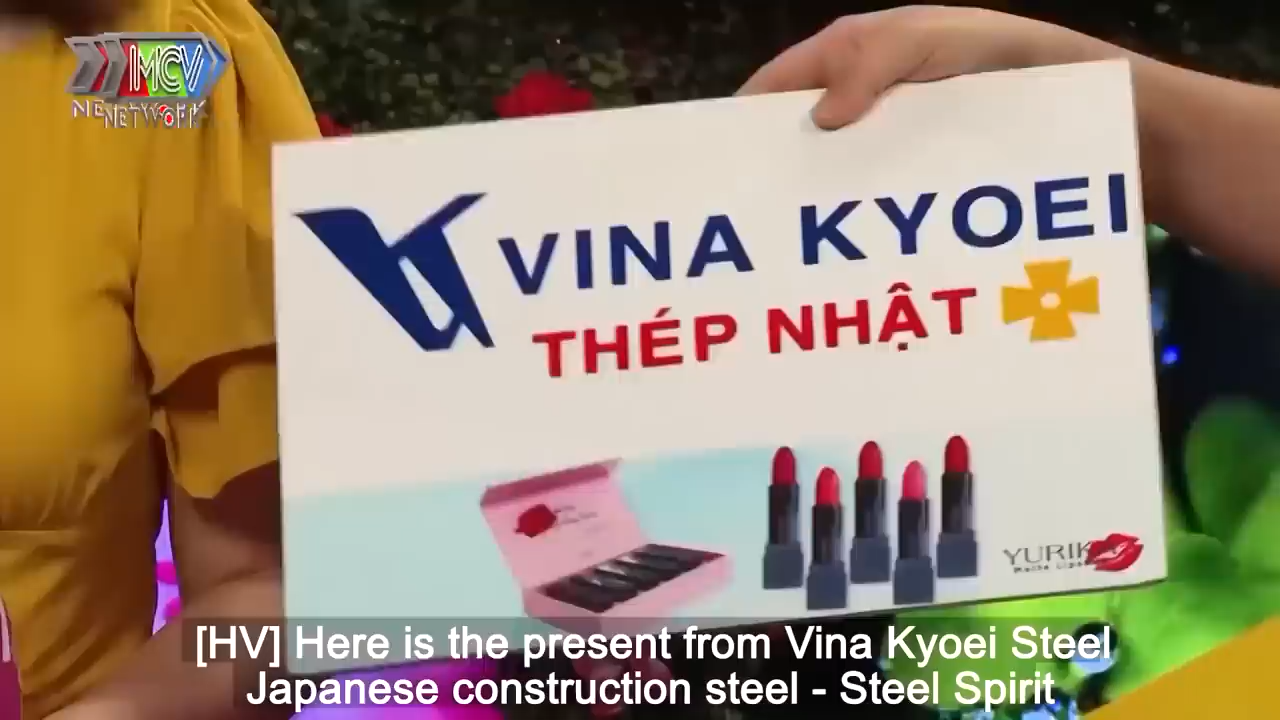 MCV
NETWORK
VINA KYOEI
THÉP NHẬT
YURIK
[HV] Here is the present from Vina Kyoei Steel
Japanese construction steel - Steel Spirit